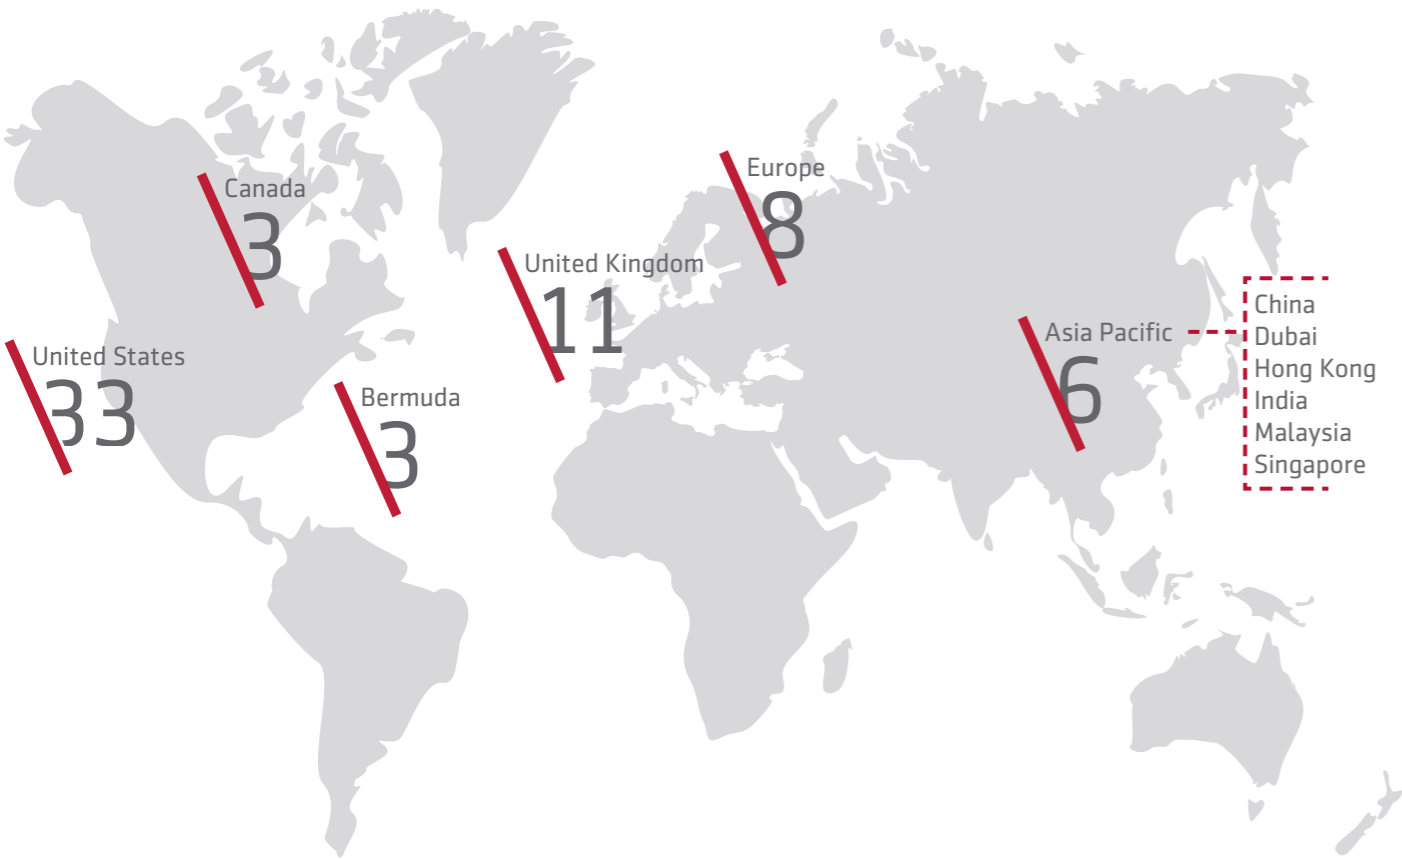 Canada
3
United States
33
Bermuda
3
United Kingdom
11
Europe
8
Asia Pacific
6
China
Dubai
Hong Kong
India
Malaysia
Singapore